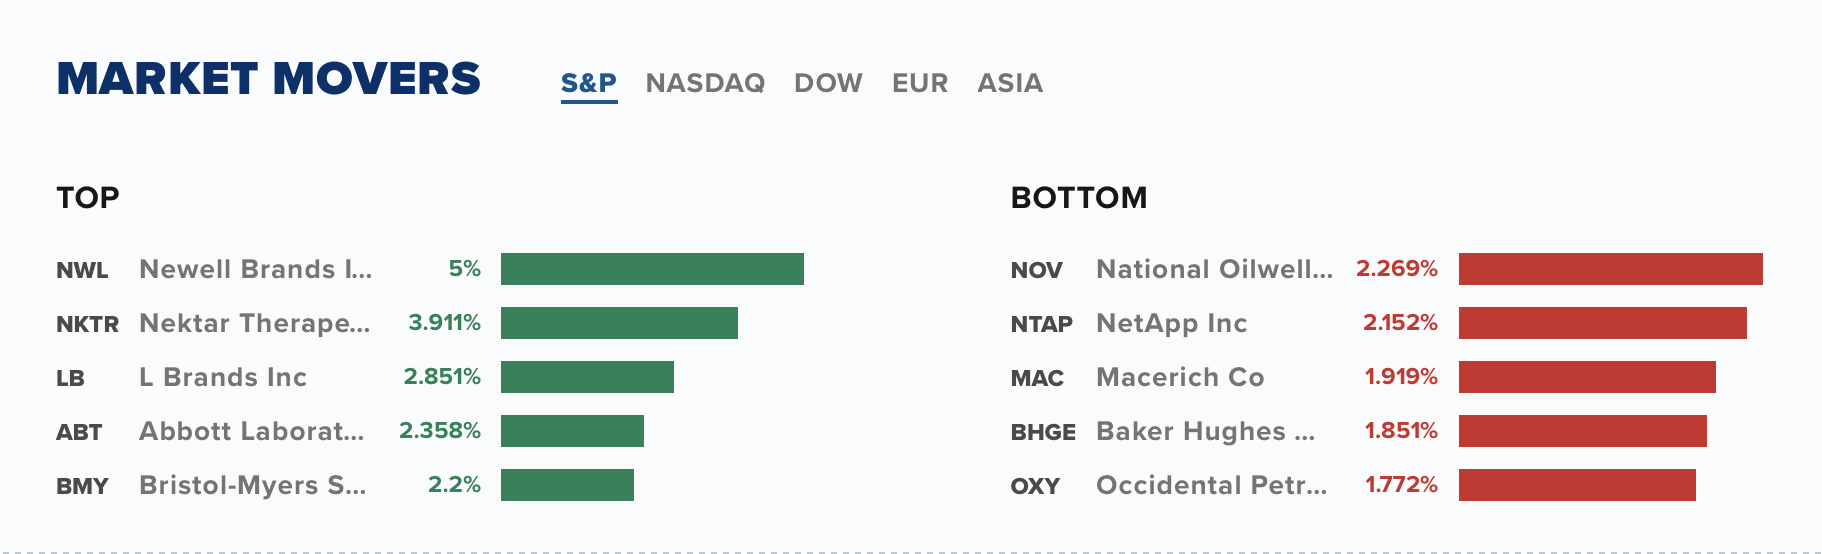 MARKET MOVERS S&P NASDAQ DOW EUR ASIA
TOP
NWL Newell Brands I... 5%
NKTR Nektar Therape... 3.911%
LB L Brands Inc 2.851%
ABT Abbott Laborat... 2.358%
BMY Bristol-Myers S... 2.2%
BOTTOM
NOV National Oilwell... 2.269%
NTAP NetApp Inc 2.152%
MAC Macerich Co 1.919%
BHGE Baker Hughes ... 1.851%
OXY Occidental Petr... 1.772%